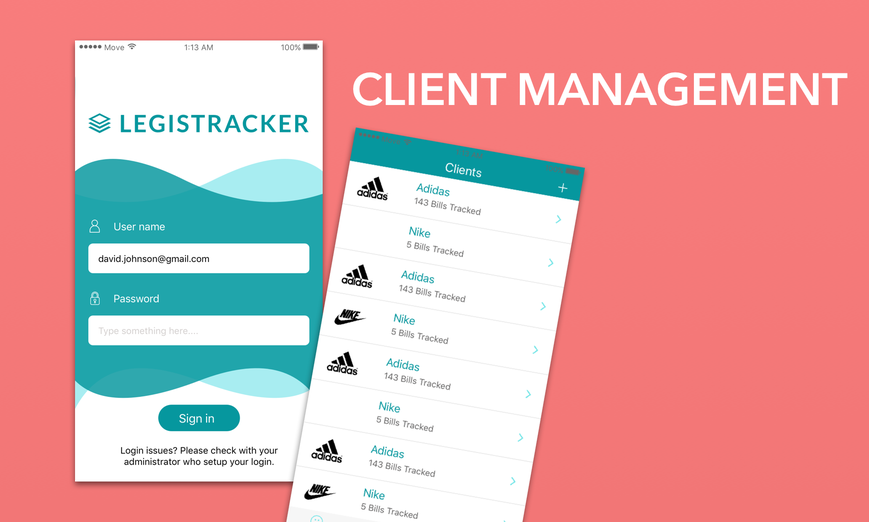 Move
1:13 AM
100%
LEGISTRACKER
User name
david.johnson@gmail.com
Password
Type something here....
Sign in
Login issues? Please check with your
administrator who setup your login.
CLIENT MANAGEMENT
Clients
+
adidas
Adidas
143 Bills Tracked
Nike
5 Bills Tracked
adidas
Adidas
143 Bills Tracked
NIKE
Nike
5 Bills Tracked
adidas
Adidas
143 Bills Tracked
Nike
5 Bills Tracked
adidas
Adidas
143 Bills Tracked
NIKE
Nike
5 Bills Tracked